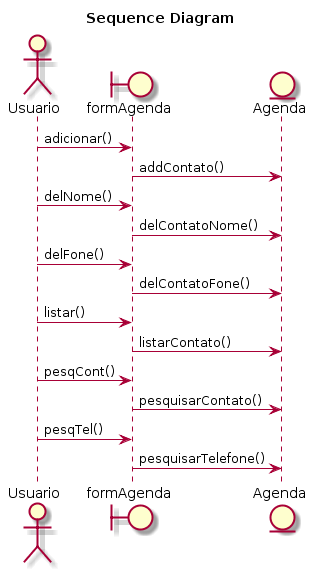 Sequence Diagram
Usuario formAgenda Agenda
adicionar()
addContato()
delNome()
delContatoNome()
delFone()
delContatoFone()
listar()
listarContato()
pesqCont()
pesquisarContato()
pesqTel()
pesquisarTelefone()
Usuario formAgenda Agenda